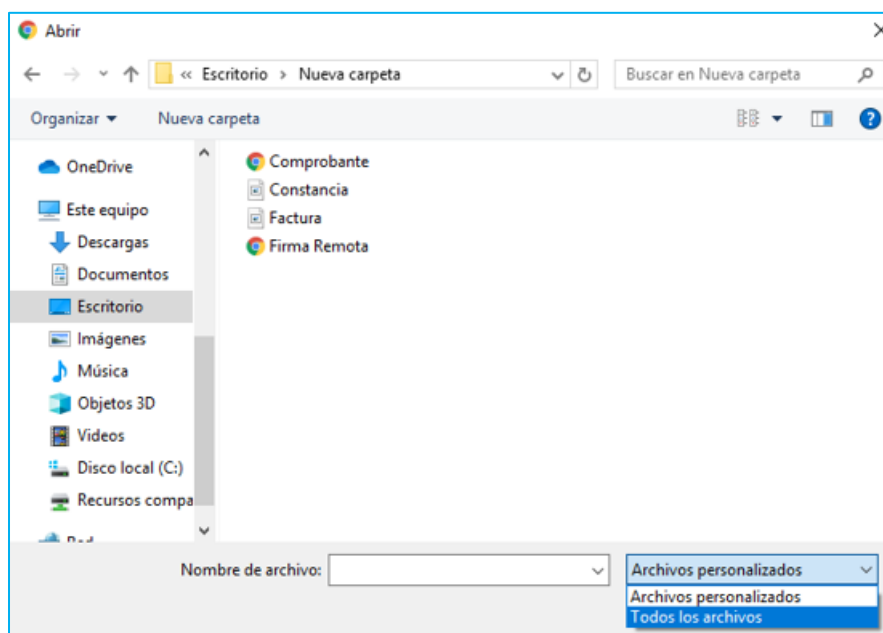 Abrir
« Escritorio › Nueva carpeta
Buscar en Nueva carpeta
Organizar
Nueva carpeta
OneDrive
Este equipo
Descargas
Documentos
Escritorio
Imágenes
Música
Objetos 3D
Videos
Disco local (C:)
Recursos compa
Comprobante
Constancia
Factura
Firma Remota
Nombre de archivo:
Archivos personalizados
Archivos personalizados
Todos los archivos